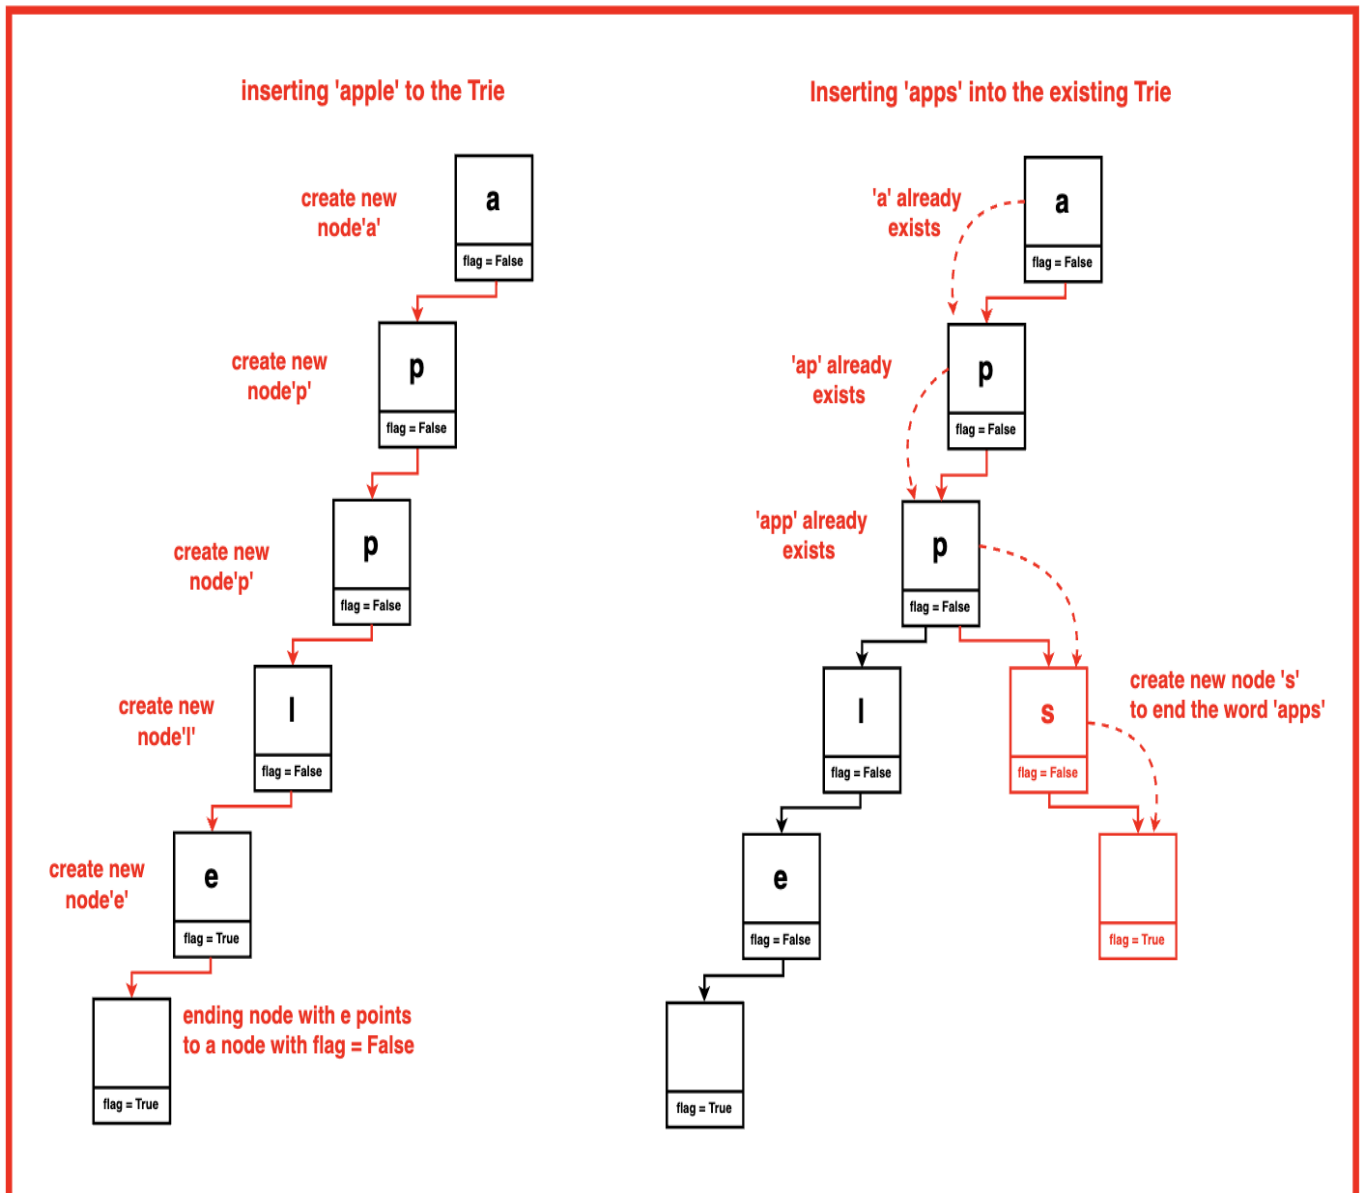 inserting 'apple' to the Trie
create new
node'a'
a
flag = False
create new
node'p'
p
flag = False
create new
node'p'
p
flag = False
create new
node'l'
l
flag = False
create new
node'e'
e
flag = True
ending node with e points
to a node with flag = False
flag = True
Inserting 'apps' into the existing Trie
'a' already
exists
a
flag = False
'ap' already
exists
p
flag = False
'app' already
exists
p
flag = False
l
flag = False
s
flag = False
create new node 's'
to end the word 'apps'
e
flag = False
flag = True
flag = True